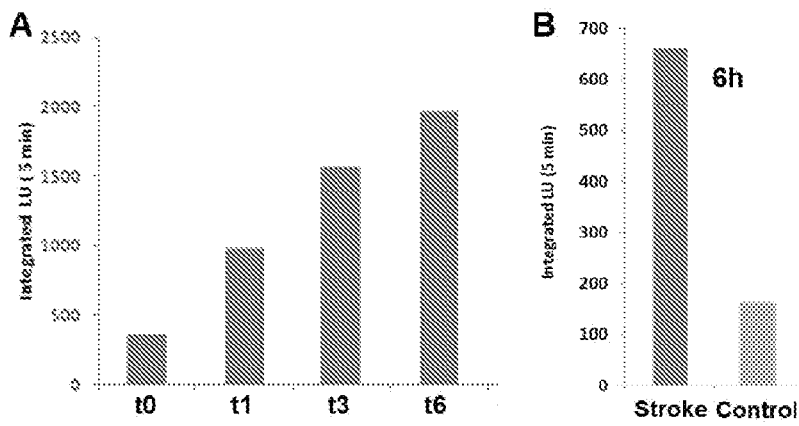 A
Integrated LU (5 min)
2500
2000
1500
1000
500
0
t0 t1 t3 t6
B
Integrated LU (5 min)
700
600
500
400
300
200
100
0
6h
Stroke Control